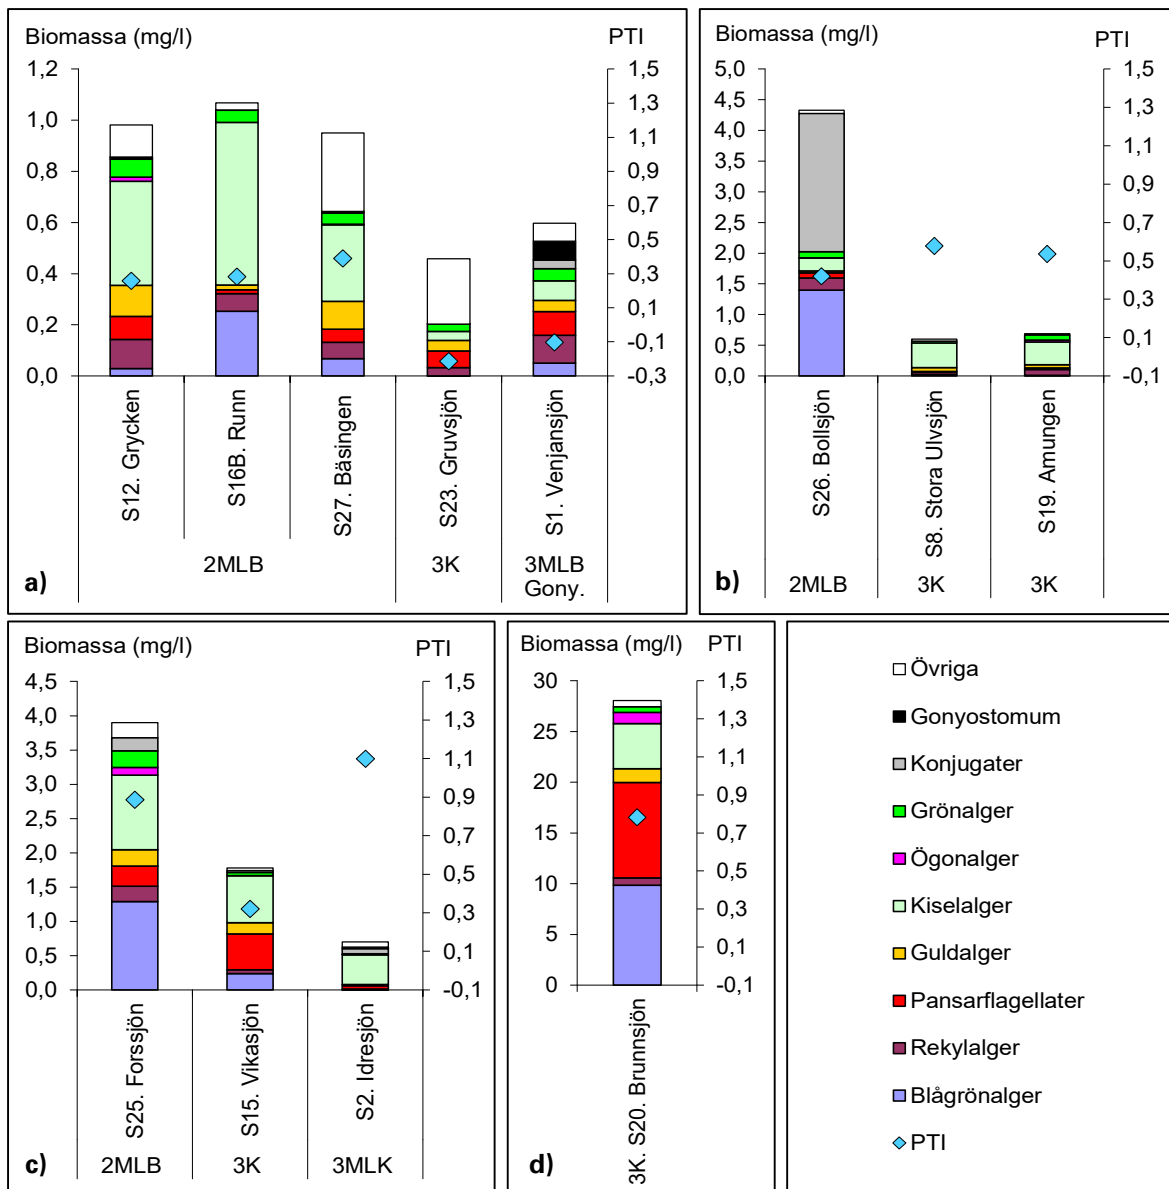 Biomassa (mg/l)
PTI
1,2
1,0
0,8
0,6
0,4
0,2
0,0
1,5
1,3
1,1
0,9
0,7
0,5
0,3
0,1
-0,1
-0,3
S12. Grycken
S16B. Runn
S27. Bäsingen
S23. Gruvsjön
S1. Venjansjön
2MLB
3K
3MLB
Gony.
a)
Biomassa (mg/l)
PTI
5,0
4,5
4,0
3,5
3,0
2,5
2,0
1,5
1,0
0,5
0,0
1,5
1,3
1,1
0,9
0,7
0,5
0,3
0,1
-0,1
S26. Bollsjön
S8. Stora Ulvsjön
S19. Amungen
2MLB
3K
3K
b)
Biomassa (mg/l)
PTI
4,5
4,0
3,5
3,0
2,5
2,0
1,5
1,0
0,5
0,0
1,5
1,3
1,1
0,9
0,7
0,5
0,3
0,1
-0,1
S25. Forssjön
S15. Vikasjön
S2. Idresjön
2MLB
3K
3MLK
c)
Biomassa (mg/l)
PTI
30
25
20
15
10
5
0
1,5
1,3
1,1
0,9
0,7
0,5
0,3
0,1
-0,1
3K. S20. Brunnsjön
d)
Övriga
Gonyostomum
Konjugater
Grönalger
Ögonalger
Kiselalger
Guldalger
Pansarflagellater
Rekylalger
Blågrönalger
PTI